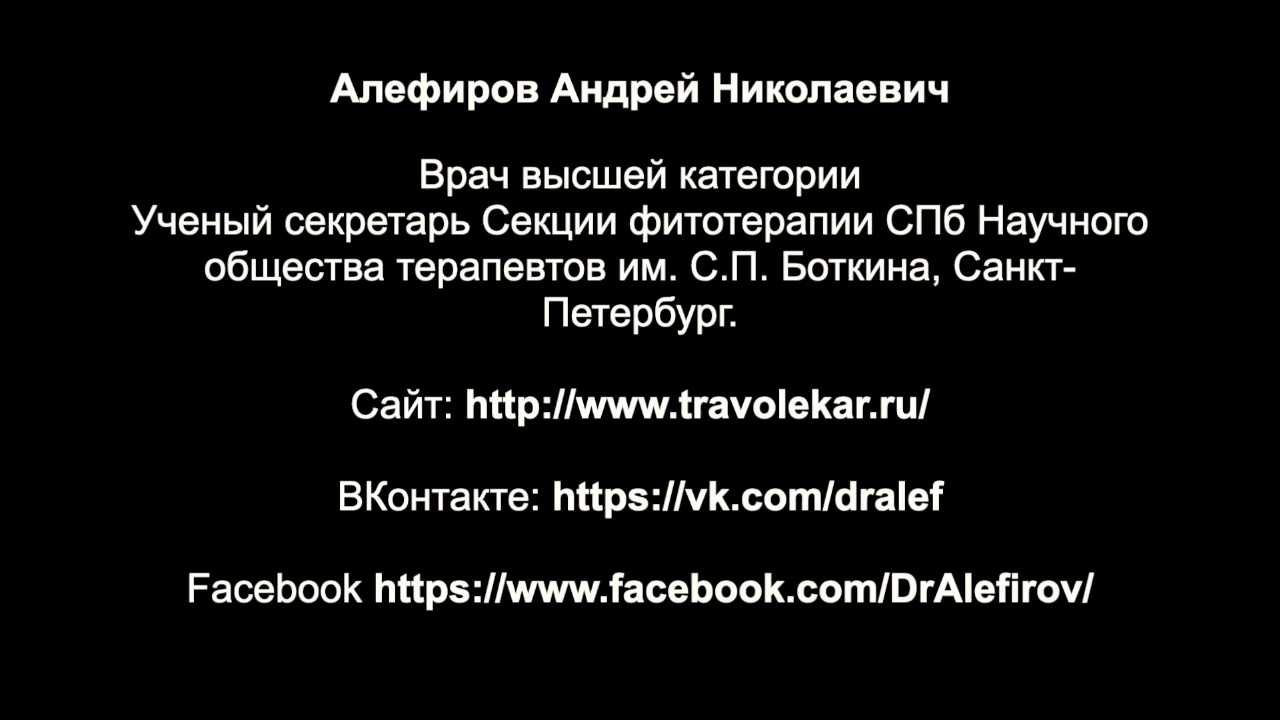 Алефиров Андрей Николаевич
Врач высшей категории
Ученый секретарь Секции фитотерапии СПб Научного
общества терапевтов им. С.П. Боткина, Санкт-
Петербург.
Сайт: http://www.travolekar.ru/
ВКонтакте: https://vk.com/dralef
Facebook https://www.facebook.com/DrAlefirov/